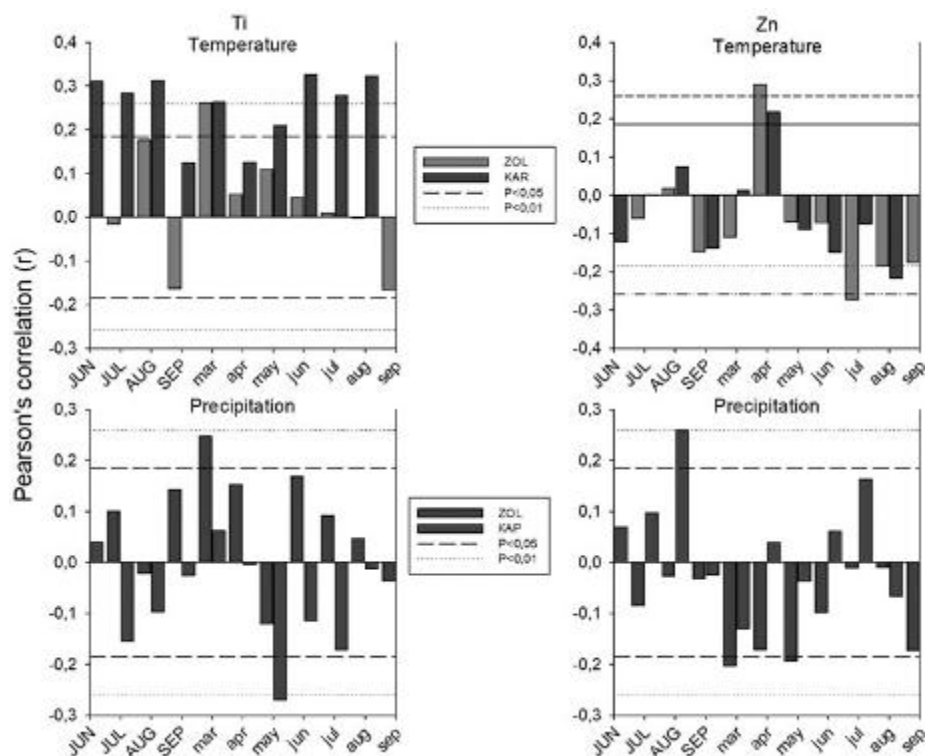 Ti
Temperature
Zn
Temperature
Pearson's correlation (r)
0,4
0,3
0,2
0,1
0,0
-0,1
-0,2
-0,3
JUN
JUL
AUG
SEP
mar
apr
may
jun
jul
aug
sep
ZOL
KAR
P<0,05
P<0,01
0,4
0,3
0,2
0,1
0,0
-0,1
-0,2
-0,3
-0,4
JUN
JUL
AUG
SEP
mar
apr
may
jun
jul
aug
sep
Precipitation
0,3
0,2
0,1
0,0
-0,1
-0,2
-0,3
JUN
JUL
AUG
SEP
mar
apr
may
jun
jul
aug
sep
ZOL
KAP
P<0,05
P<0,01
Precipitation
0,3
0,2
0,1
0,0
-0,1
-0,2
-0,3
JUN
JUL
AUG
SEP
mar
apr
may
jun
jul
aug
sep